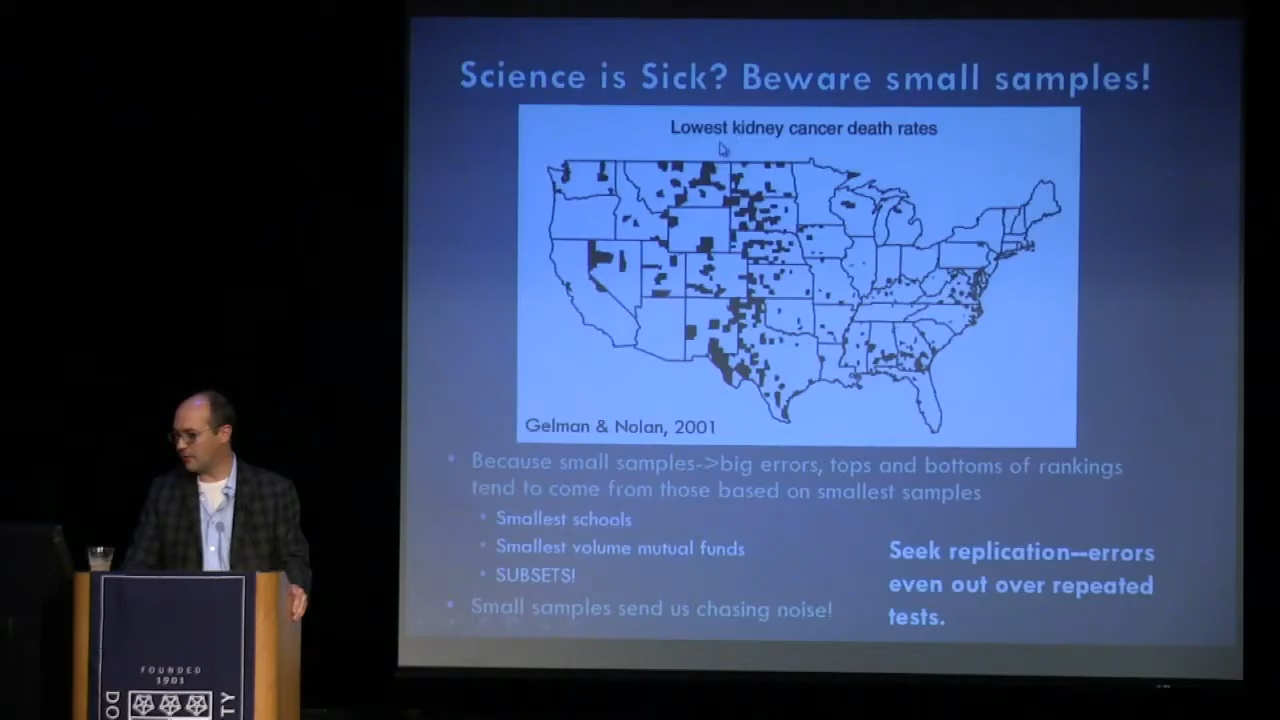 Science is Sick? Beware small samples!
Lowest kidney cancer death rates
Gelman & Nolan, 2001
• Because small samples->big errors, tops and bottoms of rankings
tend to come from those based on smallest samples
• Smallest schools
• Smallest volume mutual funds
• SUBSETS!
• Small samples send us chasing noise!
Seek replication—errors
even out over repeated
tests.
FOUNDED
1901
DO
TY